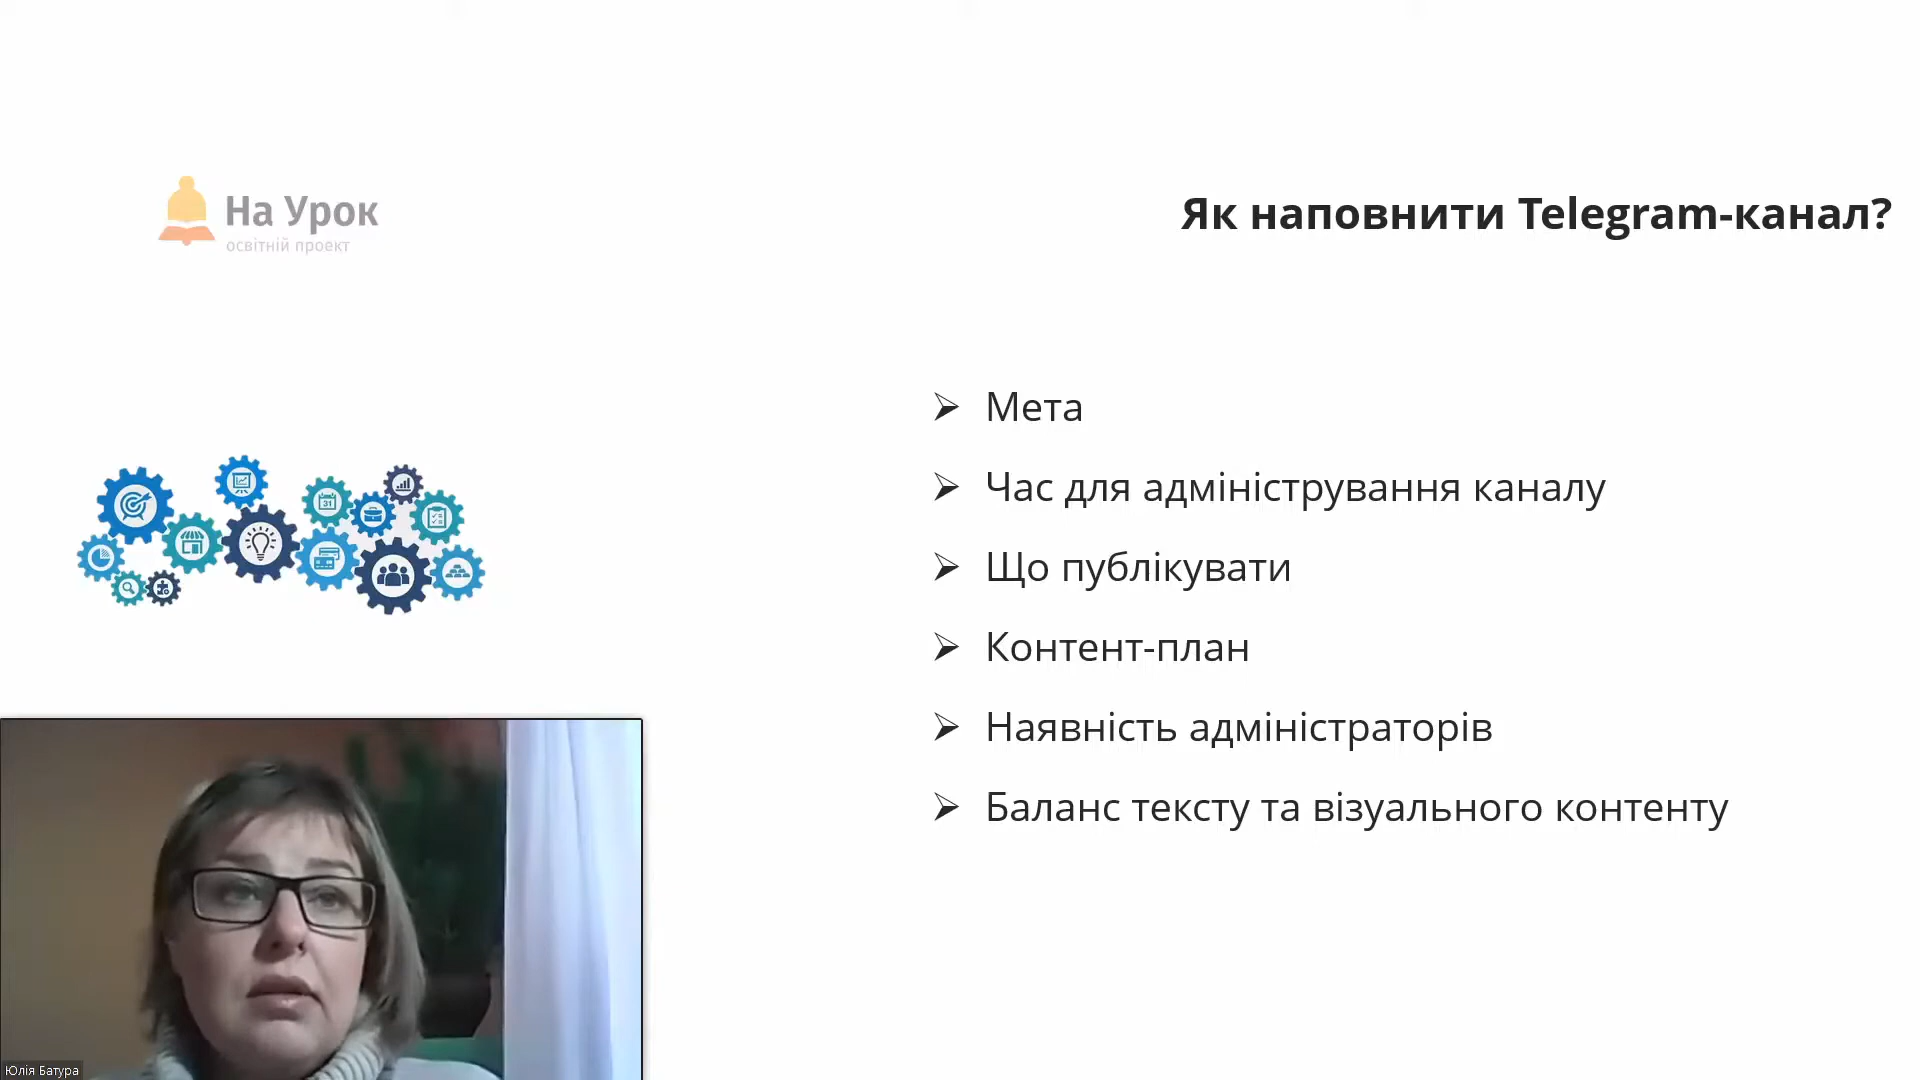 На Урок
освітній проект
Як наповнити Telegram-канал?
Мета
Час для адміністрування каналу
Що публікувати
Контент-план
Наявність адміністраторів
Баланс тексту та візуального контенту
31
Юлія Батура